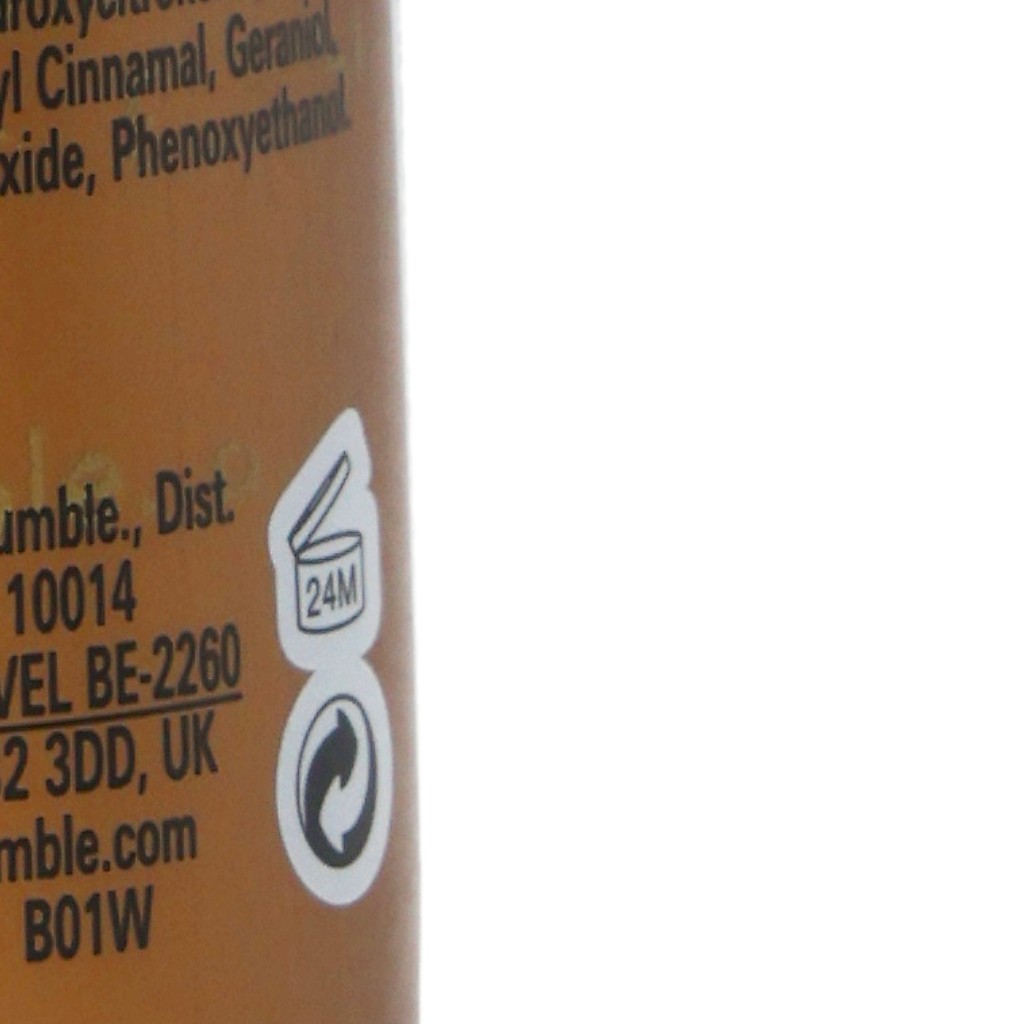 yl Cinnamal, Geraniol,
xide, Phenoxyethanol.
umble., Dist.
10014
VEL BE-2260
2 3DD, UK
mble.com
B01W
24M